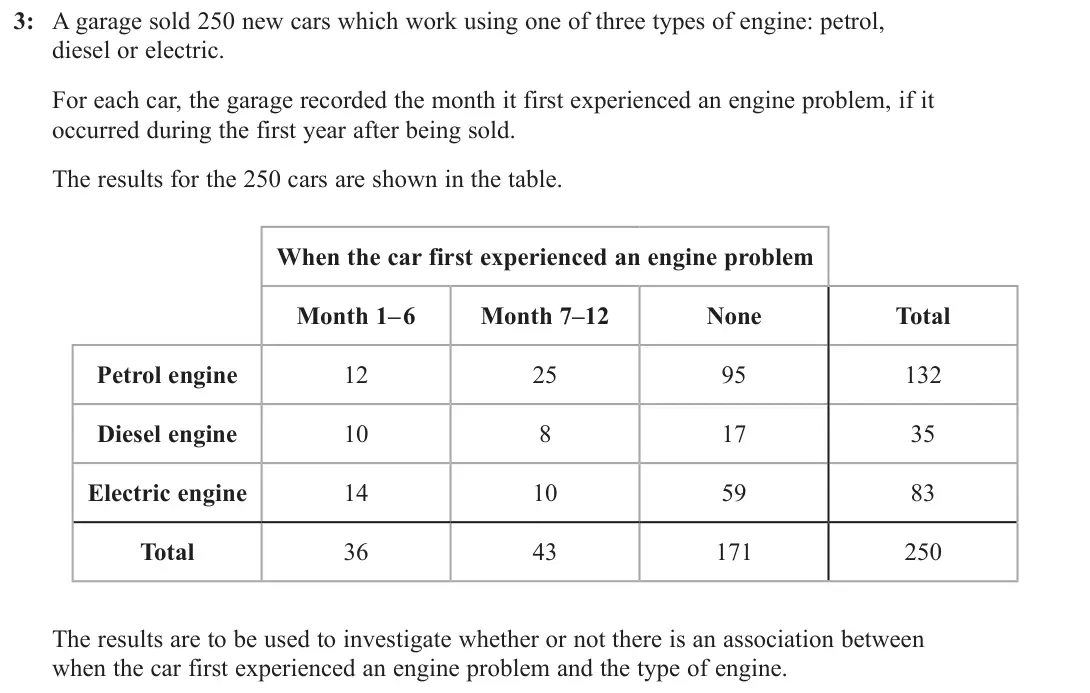 3: A garage sold 250 new cars which work using one of three types of engine: petrol,
diesel or electric.
For each car, the garage recorded the month it first experienced an engine problem, if it
occurred during the first year after being sold.
The results for the 250 cars are shown in the table.
When the car first experienced an engine problem
Month 1–6 Month 7–12 None Total
Petrol engine 12 25 95 132
Diesel engine 10 8 17 35
Electric engine 14 10 59 83
Total 36 43 171 250
The results are to be used to investigate whether or not there is an association between
when the car first experienced an engine problem and the type of engine.